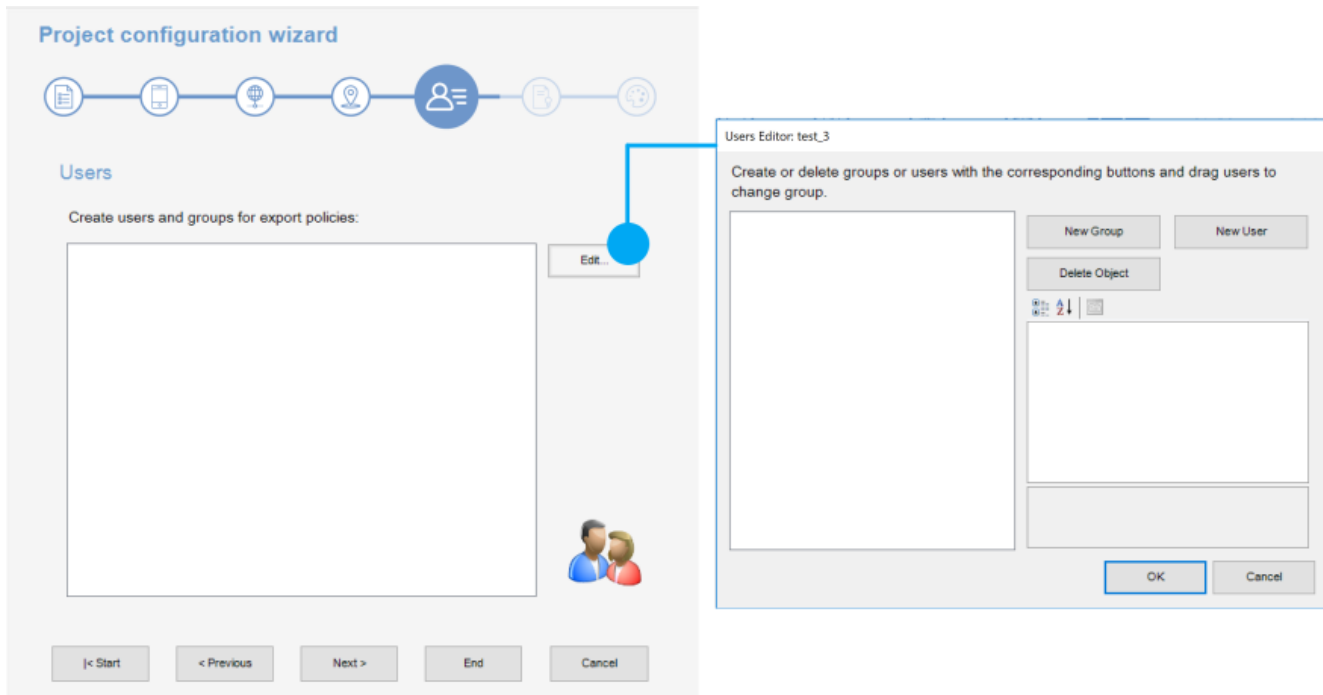 Project configuration wizard
Users
Create users and groups for export policies:
Edit...
|< Start
< Previous
Next >
End
Cancel
Users Editor: test_3
Create or delete groups or users with the corresponding buttons and drag users to
change group.
New Group
New User
Delete Object
OK
Cancel